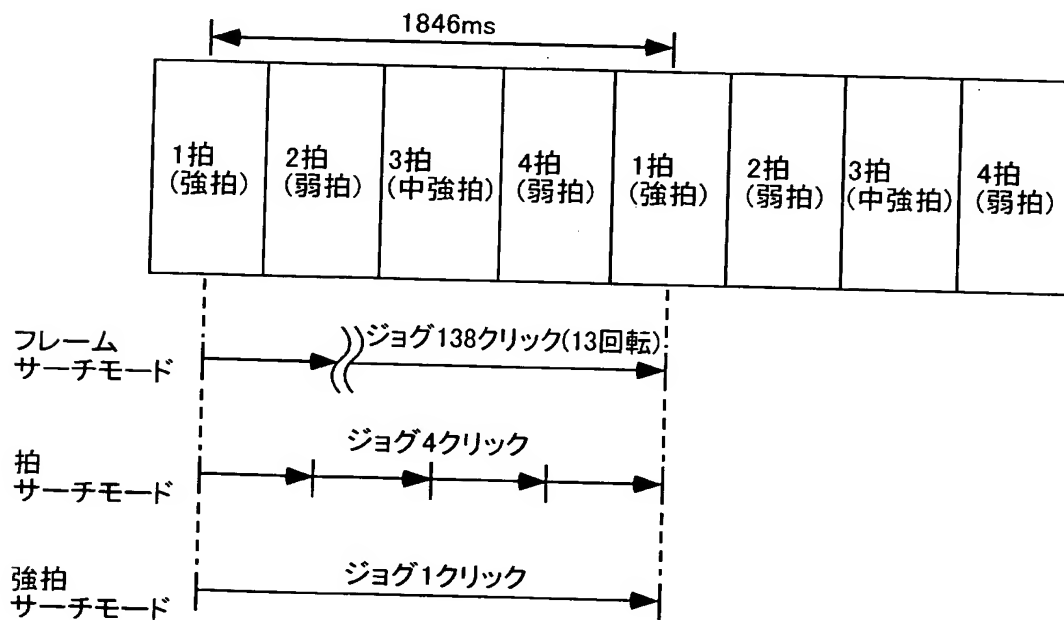 1846ms
1拍
(強拍)
2拍
(弱拍)
3拍
(中強拍)
4拍
(弱拍)
1拍
(強拍)
2拍
(弱拍)
3拍
(中強拍)
4拍
(弱拍)
フレーム
サーチモード
ジョグ138クリック(13回転)
拍
サーチモード
ジョグ4クリック
強拍
サーチモード
ジョグ1クリック